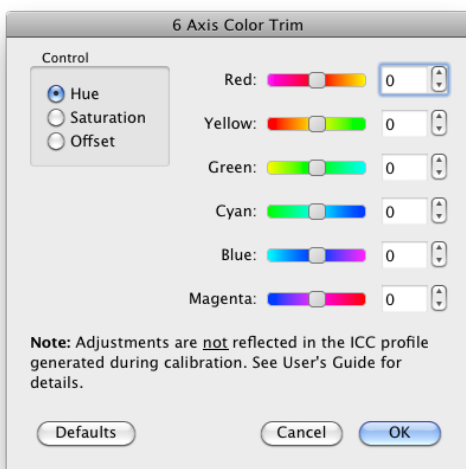 6 Axis Color Trim
Control
Hue
Saturation
Offset
Red: 0
Yellow: 0
Green: 0
Cyan: 0
Blue: 0
Magenta: 0
Note: Adjustments are not reflected in the ICC profile
generated during calibration. See User's Guide for
details.
Defaults Cancel OK